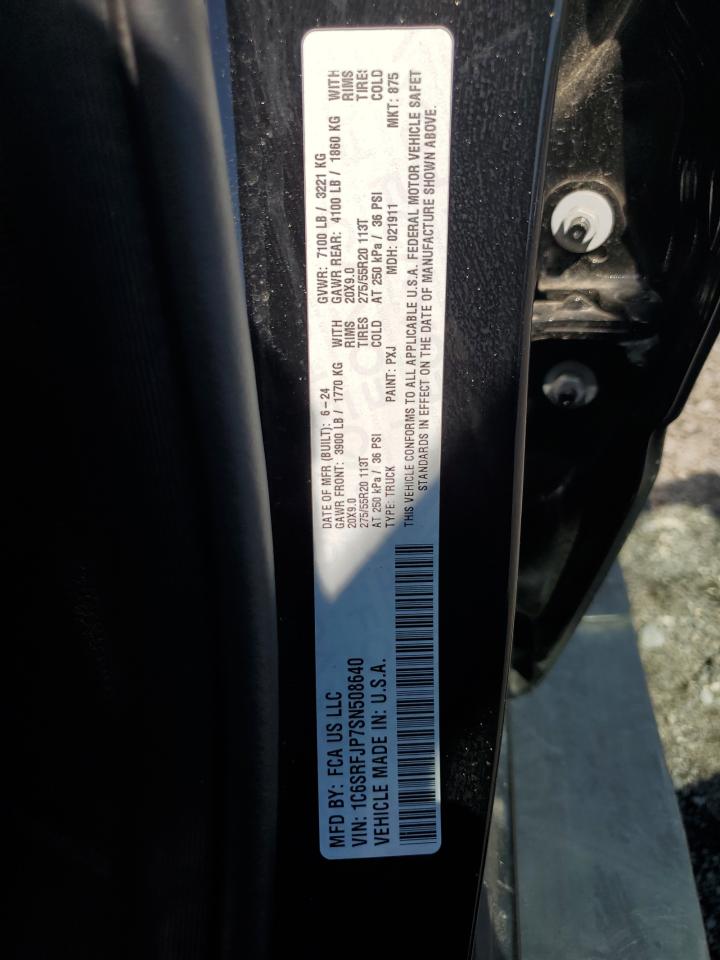 MFD BY: FCA US LLC
VIN: 1C6SRFJP7SN508640
VEHICLE MADE IN: U.S.A.
DATE OF MFR (BUILT): 6-24 GVWR: 7100 LB / 3221 KG
GAWR FRONT: 3900 LB / 1770 KG WITH GAWR REAR: 4100 LB / 1860 KG WITH
20X9.0 RIMS 20X9.0 RIMS
275/55R20 113T TIRES 275/55R20 113T TIRES
AT 250 kPa / 36 PSI COLD AT 250 kPa / 36 PSI COLD
TYPE: TRUCK PAINT: PXJ MDH: 021911 MKT: 875
THIS VEHICLE CONFORMS TO ALL APPLICABLE U.S.A. FEDERAL MOTOR VEHICLE SAFET
STANDARDS IN EFFECT ON THE DATE OF MANUFACTURE SHOWN ABOVE.